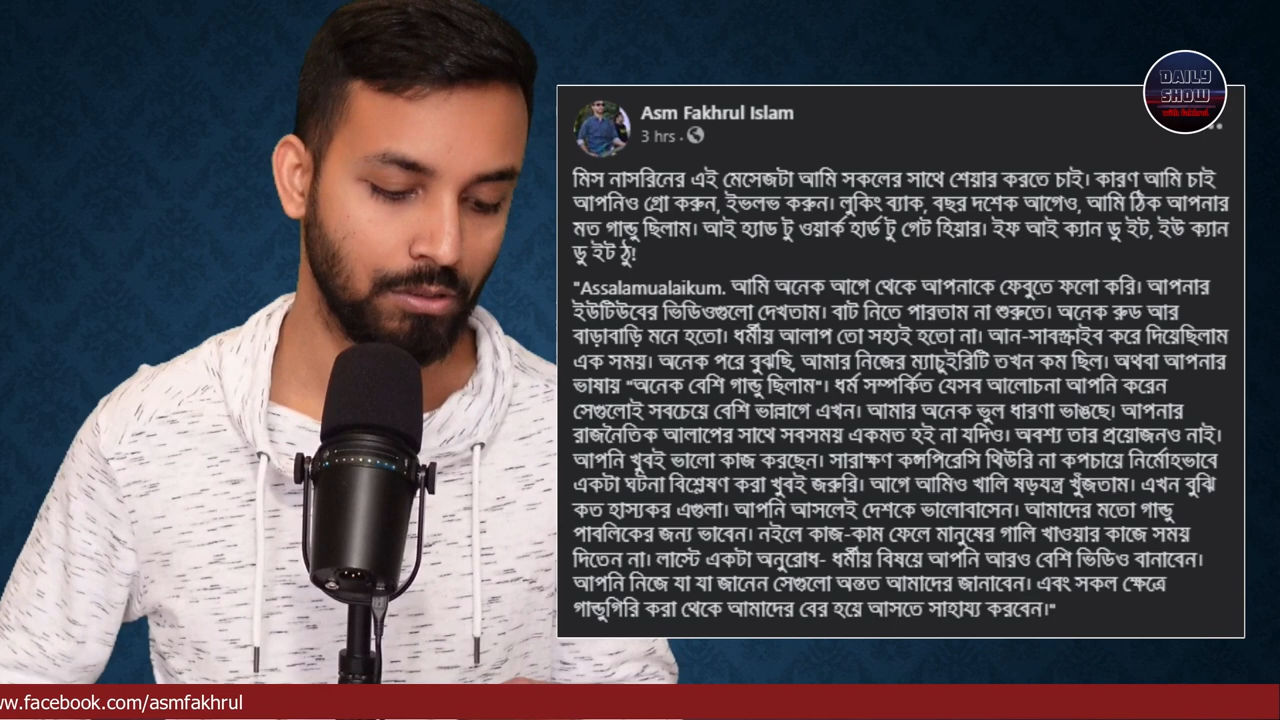 DAILY
SHOW
with fakhrul
Asm Fakhrul Islam
3 hrs ·
মিস নাসরিনের এই মেসেজটা আমি সকলের সাথে শেয়ার করতে চাই। কারণ আমি চাই
আপনিও গ্রো করুন, ইভলভ করুন। লুকিং ব্যাক, বছর দশেক আগেও, আমি ঠিক আপনার
মত গান্ডু ছিলাম। আই হ্যাড টু ওয়ার্ক হার্ড টু গেট হিয়ার। ইফ আই ক্যান ডু ইট, ইউ ক্যান
ডু ইট ঠু!
"Assalamualaikum. আমি অনেক আগে থেকে আপনাকে ফেবুতে ফলো করি। আপনার
ইউটিউবের ভিডিওগুলো দেখতাম। বাট নিতে পারতাম না শুরুতে। অনেক রুড আর
বাড়াবাড়ি মনে হতো। ধর্মীয় আলাপ তো সহ্যই হতো না। আন-সাবস্ক্রাইব করে দিয়েছিলাম
এক সময়। অনেক পরে বুঝছি, আমার নিজের ম্যাচুইরিটি তখন কম ছিল। অথবা আপনার
ভাষায় "অনেক বেশি গান্ডু ছিলাম"। ধর্ম সম্পর্কিত যেসব আলোচনা আপনি করেন
সেগুলোই সবচেয়ে বেশি ভাল্লাগে এখন। আমার অনেক ভুল ধারণা ভাঙছে। আপনার
রাজনৈতিক আলাপের সাথে সবসময় একমত হই না যদিও। অবশ্য তার প্রয়োজনও নাই।
আপনি খুবই ভালো কাজ করছেন। সারাক্ষণ কন্সপিরেসি থিউরি না কপচায়ে নির্মোহভাবে
একটা ঘটনা বিশ্লেষণ করা খুবই জরুরি। আগে আমিও খালি ষড়যন্ত্র খুঁজতাম। এখন বুঝি
কত হাস্যকর এগুলা। আপনি আসলেই দেশকে ভালোবাসেন। আমাদের মতো গান্ডু
পাবলিকের জন্য ভাবেন। নইলে কাজ-কাম ফেলে মানুষের গালি খাওয়ার কাজে সময়
দিতেন না। লাস্টে একটা অনুরোধ- ধর্মীয় বিষয়ে আপনি আরও বেশি ভিডিও বানাবেন।
আপনি নিজে যা যা জানেন সেগুলো অন্তত আমাদের জানাবেন। এবং সকল ক্ষেত্রে
গান্ডুগিরি করা থেকে আমাদের বের হয়ে আসতে সাহায্য করবেন।"
w.facebook.com/asmfakhrul